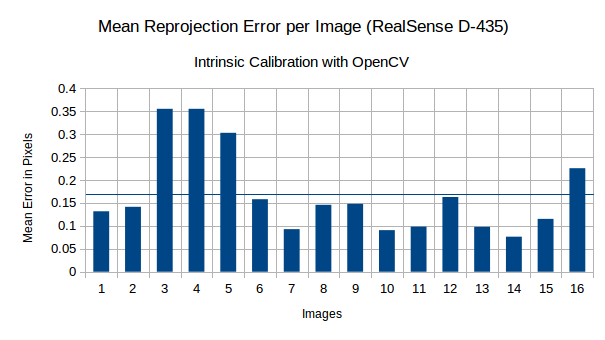 Mean Reprojection Error per Image (RealSense D-435)
Intrinsic Calibration with OpenCV
0.4
0.35
0.3
0.25
0.2
0.15
0.1
0.05
0
Mean Error in Pixels
1 2 3 4 5 6 7 8 9 10 11 12 13 14 15 16
Images